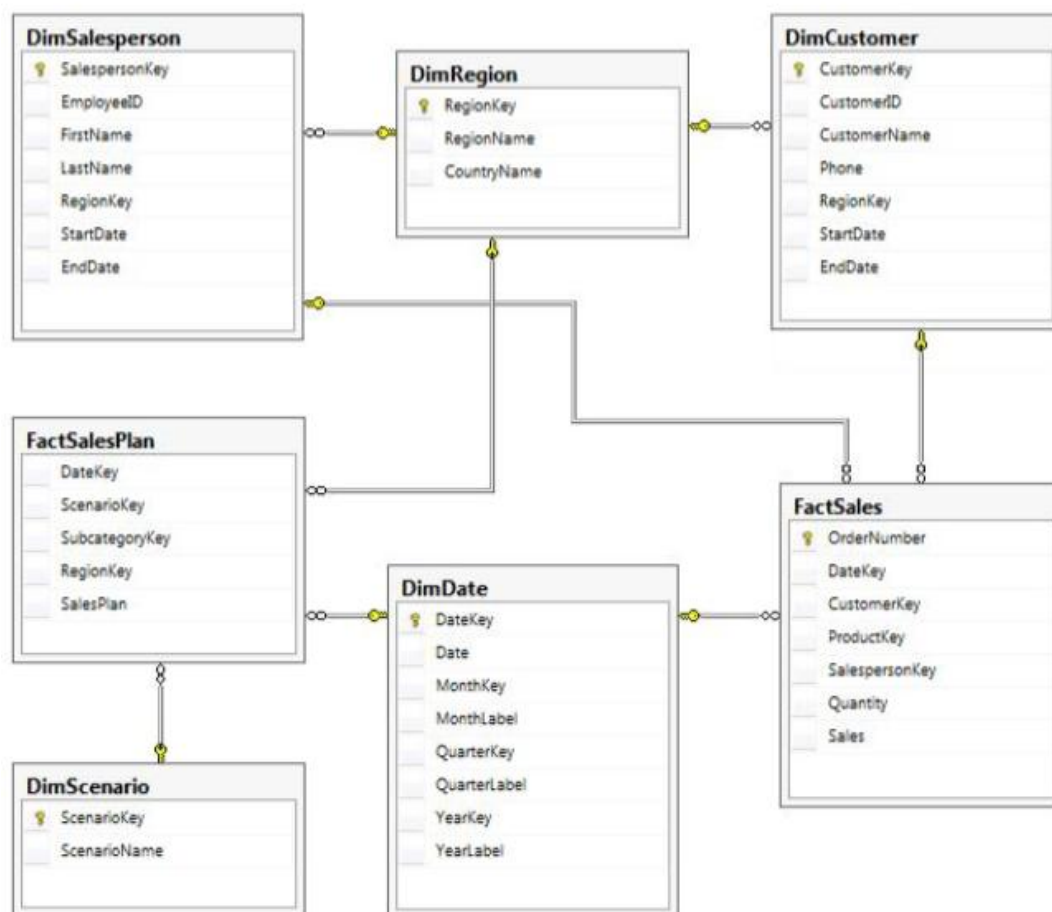 DimSalesperson
SalespersonKey
EmployeeID
FirstName
LastName
RegionKey
StartDate
EndDate
DimRegion
RegionKey
RegionName
CountryName
DimCustomer
CustomerKey
CustomerID
CustomerName
Phone
RegionKey
StartDate
EndDate
FactSalesPlan
DateKey
ScenarioKey
SubcategoryKey
RegionKey
SalesPlan
DimDate
DateKey
Date
MonthKey
MonthLabel
QuarterKey
QuarterLabel
YearKey
YearLabel
FactSales
OrderNumber
DateKey
CustomerKey
ProductKey
SalespersonKey
Quantity
Sales
DimScenario
ScenarioKey
ScenarioName